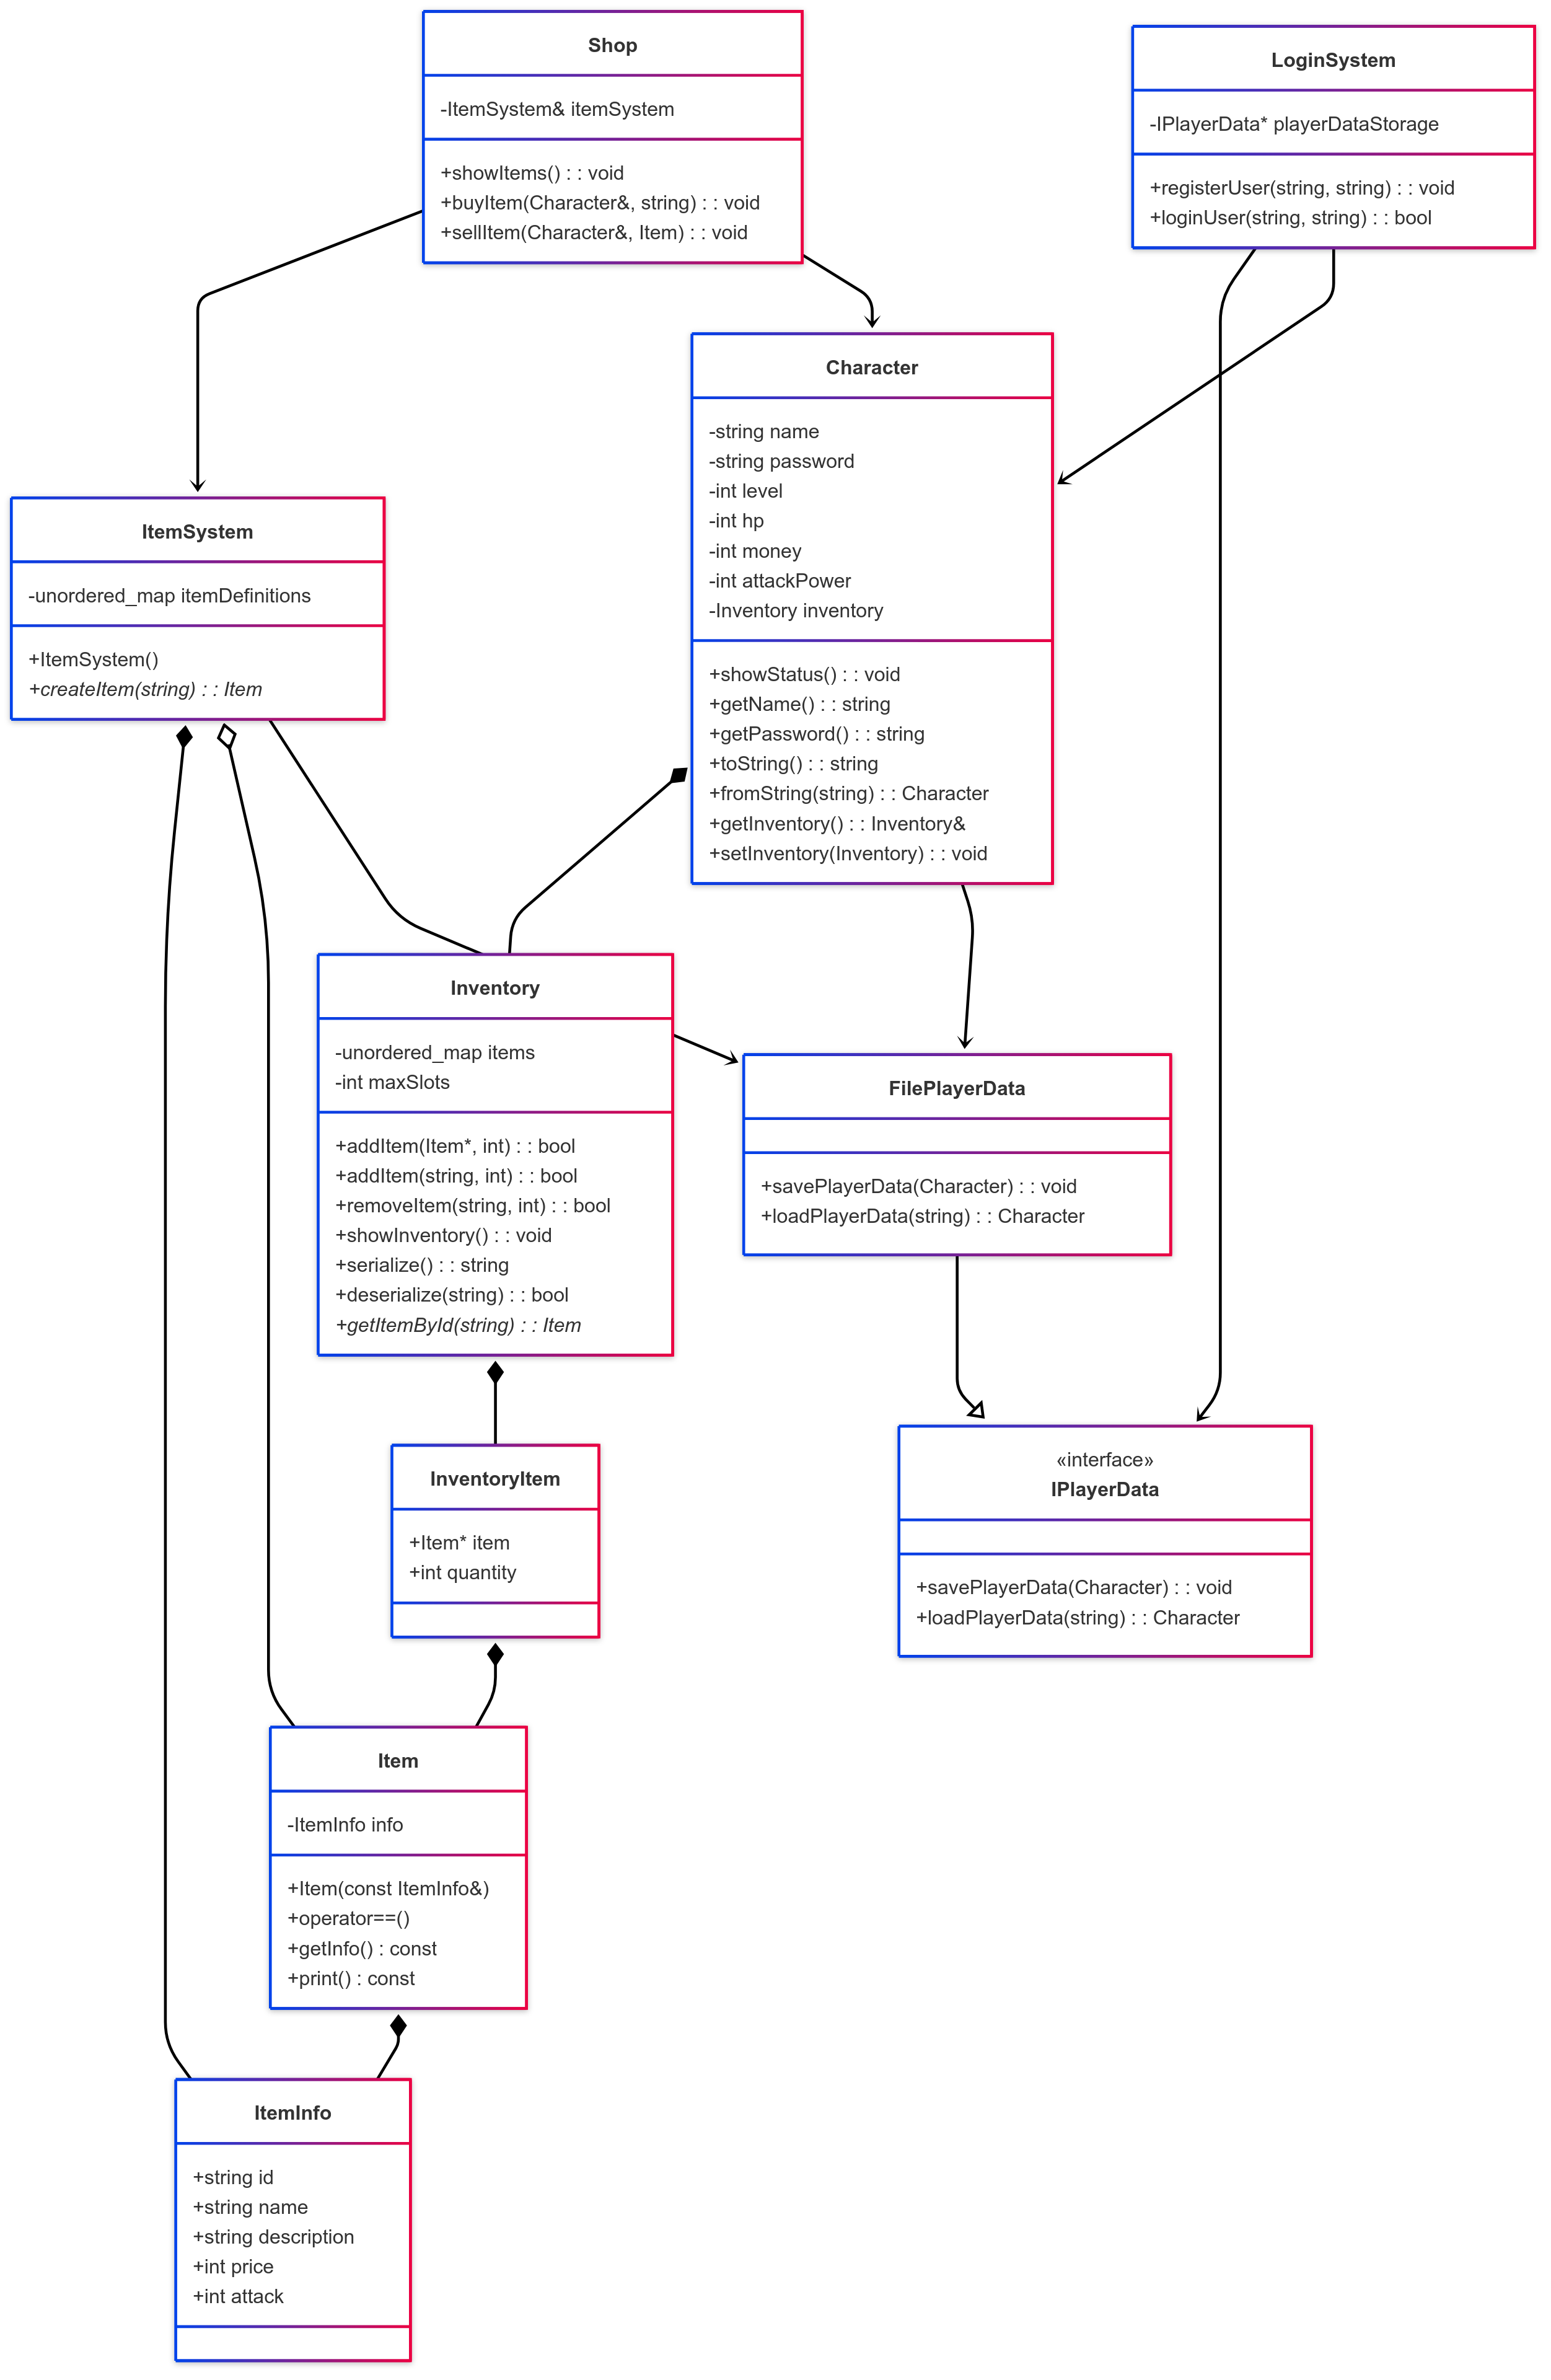 Shop
-ItemSystem& itemSystem
+showItems() : : void
+buyItem(Character&, string) : : void
+sellItem(Character&, Item) : : void
LoginSystem
-IPlayerData* playerDataStorage
+registerUser(string, string) : : void
+loginUser(string, string) : : bool
Character
-string name
-string password
-int level
-int hp
-int money
-int attackPower
-Inventory inventory
+showStatus() : : void
+getName() : : string
+getPassword() : : string
+toString() : : string
+fromString(string) : : Character
+getInventory() : : Inventory&
+setInventory(Inventory) : : void
ItemSystem
-unordered_map itemDefinitions
+ItemSystem()
+createItem(string) : : Item
Inventory
-unordered_map items
-int maxSlots
+addItem(Item*, int) : : bool
+addItem(string, int) : : bool
+removeItem(string, int) : : bool
+showInventory() : : void
+serialize() : : string
+deserialize(string) : : bool
+getItemById(string) : : Item
FilePlayerData
+savePlayerData(Character) : : void
+loadPlayerData(string) : : Character
«interface»
IPlayerData
+savePlayerData(Character) : : void
+loadPlayerData(string) : : Character
InventoryItem
+Item* item
+int quantity
Item
-ItemInfo info
+Item(const ItemInfo&)
+operator==()
+getInfo() : const
+print() : const
ItemInfo
+string id
+string name
+string description
+int price
+int attack